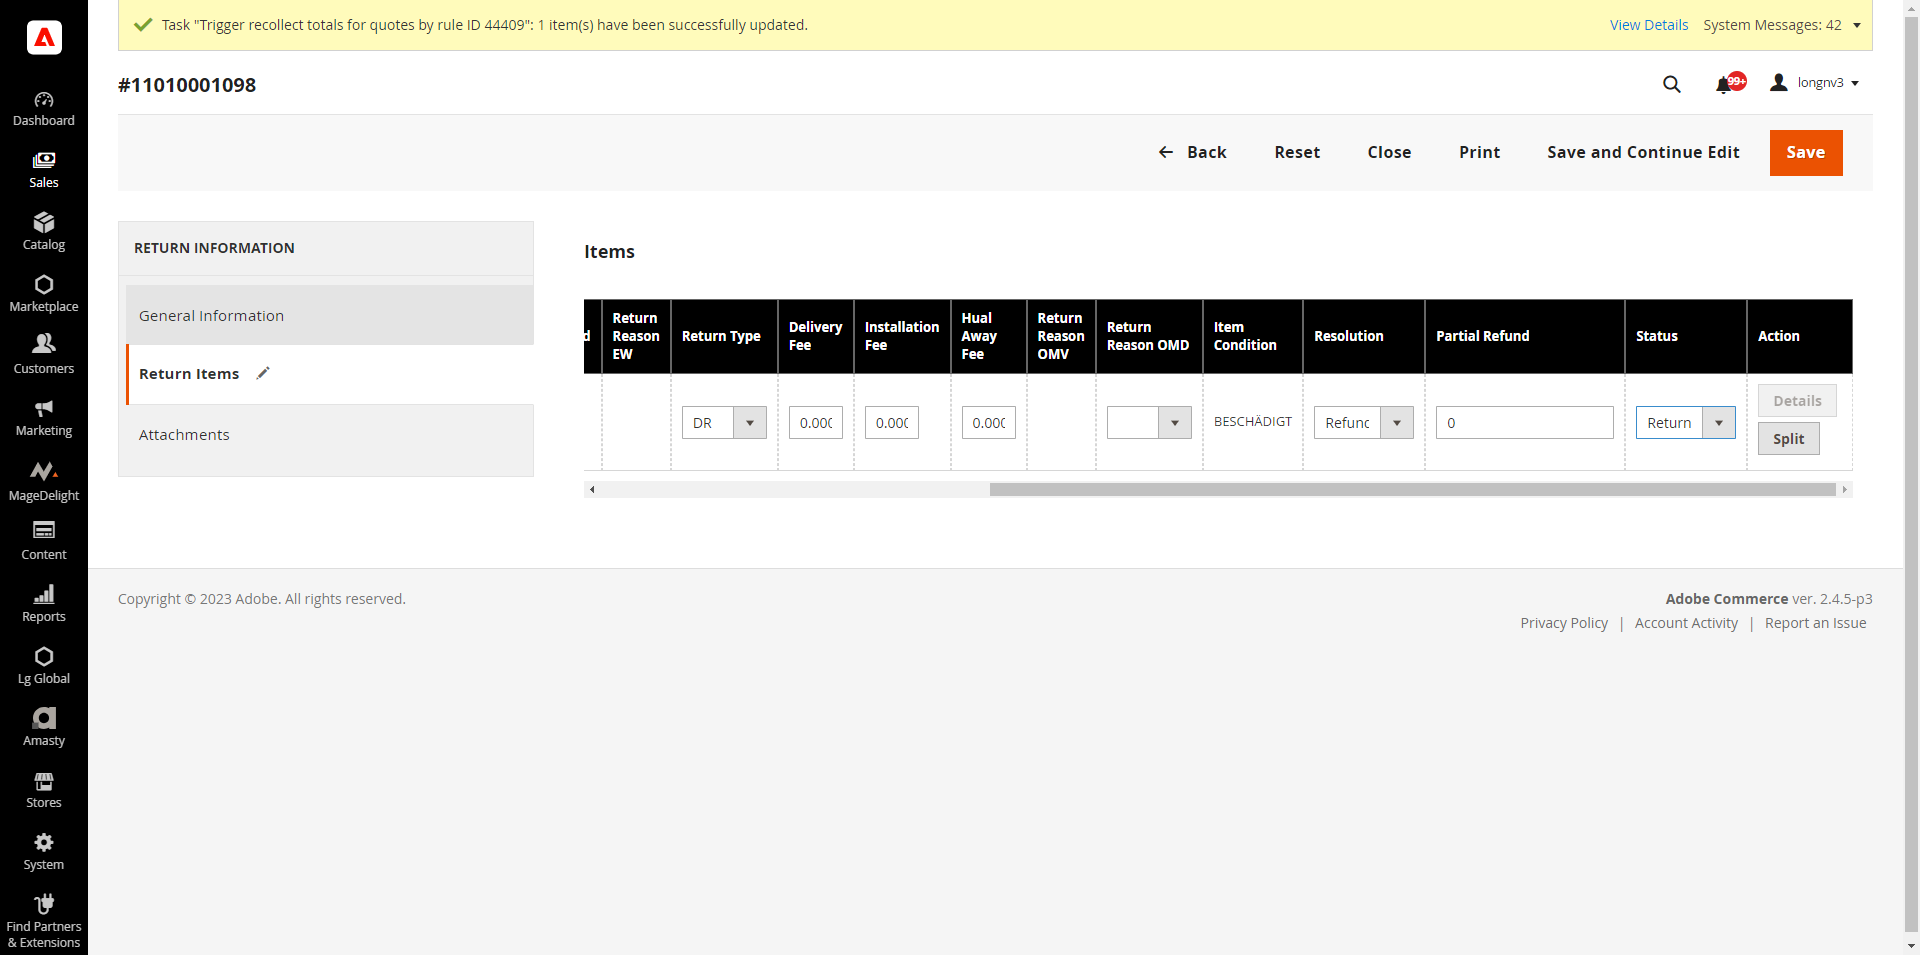 Task "Trigger recollect totals for quotes by rule ID 44409": 1 item(s) have been successfully updated.
View Details
System Messages: 42
#11010001098
99+
longnv3
Back
Reset
Close
Print
Save and Continue Edit
Save
Dashboard
Sales
Catalog
Marketplace
Customers
Marketing
MageDelight
Content
Reports
Lg Global
Amasty
Stores
System
Find Partners
& Extensions
RETURN INFORMATION
General Information
Return Items
Attachments
Items
d
Return
Reason
EW
Return Type
Delivery
Fee
Installation
Fee
Hual
Away
Fee
Return
Reason
OMV
Return
Reason OMD
Item
Condition
Resolution
Partial Refund
Status
Action
DR
0.000
0.000
0.000
BESCHÄDIGT
Refund
0
Return
Details
Split
Copyright © 2023 Adobe. All rights reserved.
Adobe Commerce ver. 2.4.5-p3
Privacy Policy | Account Activity | Report an Issue